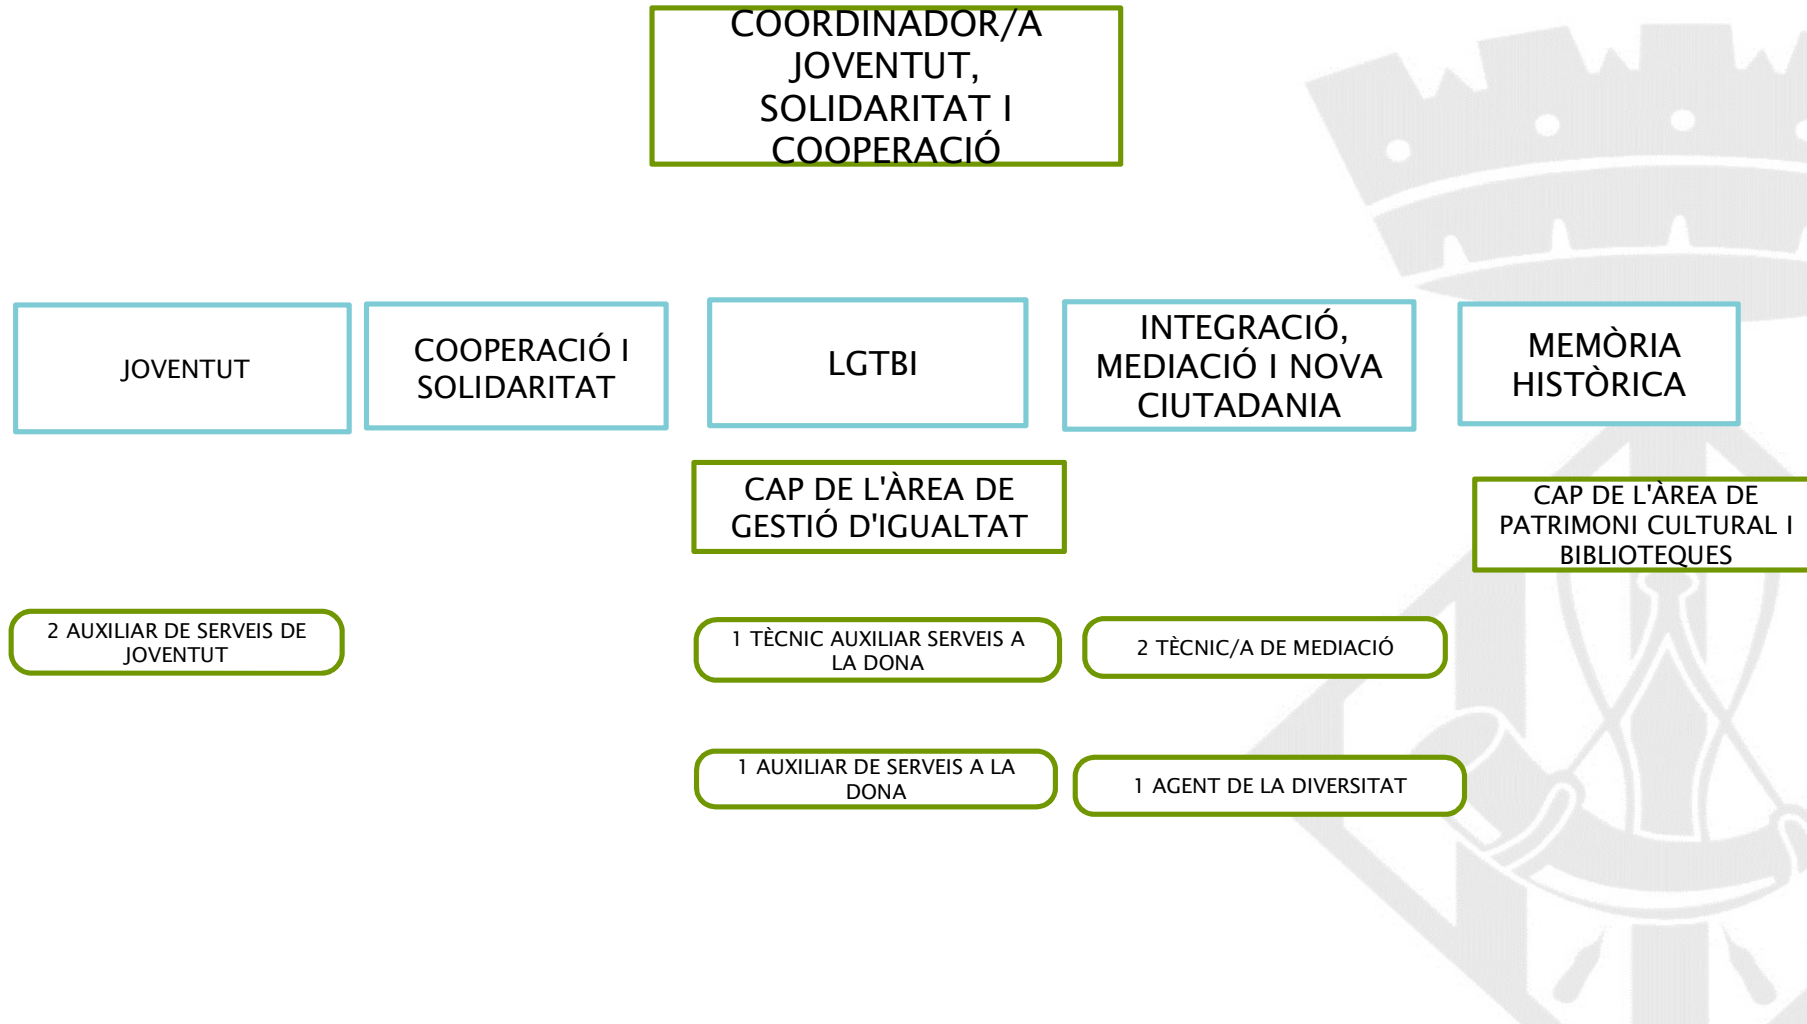 COORDINADOR/A
JOVENTUT,
SOLIDARITAT I
COOPERACIÓ
JOVENTUT
COOPERACIÓ I
SOLIDARITAT
LGTBI
INTEGRACIÓ,
MEDIACIÓ I NOVA
CIUTADANIA
MEMÒRIA
HISTÒRICA
CAP DE L'ÀREA DE
GESTIÓ D'IGUALTAT
CAP DE L'ÀREA DE
PATRIMONI CULTURAL I
BIBLIOTEQUES
2 AUXILIAR DE SERVEIS DE
JOVENTUT
1 TÈCNIC AUXILIAR SERVEIS A
LA DONA
2 TÈCNIC/A DE MEDIACIÓ
1 AUXILIAR DE SERVEIS A LA
DONA
1 AGENT DE LA DIVERSITAT